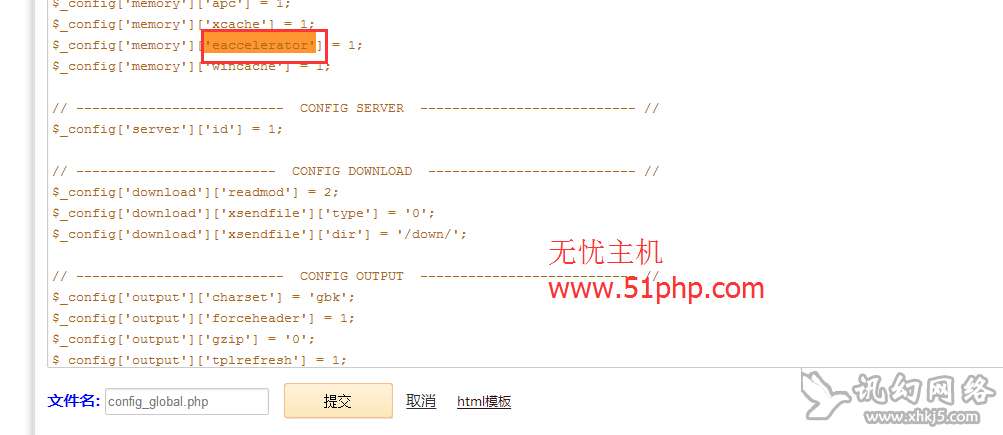 $_config['memory']['apc'] = 1;
$_config['memory']['xcache'] = 1;
$_config['memory']['eaccelerator'] = 1;
$_config['memory']['wincache'] = 1;
// -------------------------- CONFIG SERVER --------------------------- //
$_config['server']['id'] = 1;
// ------------------------- CONFIG DOWNLOAD -------------------------- //
$_config['download']['readmod'] = 2;
$_config['download']['xsendfile']['type'] = '0';
$_config['download']['xsendfile']['dir'] = '/down/';
// -------------------------- CONFIG OUTPUT --------------------------- //
$_config['output']['charset'] = 'gbk';
$_config['output']['forceheader'] = 1;
$_config['output']['gzip'] = '0';
$_config['output']['tplrefresh'] = 1;
无忧主机
www.51php.com
文件名: config_global.php 提交 取消 html模板
讯幻网络
www.xhkj5.com